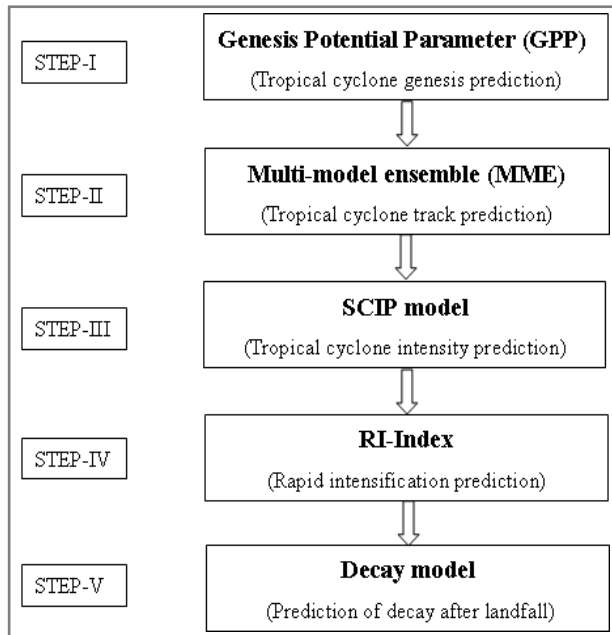 STEP-I
Genesis Potential Parameter (GPP)
(Tropical cyclone genesis prediction)
STEP-II
Multi-model ensemble (MME)
(Tropical cyclone track prediction)
STEP-III
SCIP model
(Tropical cyclone intensity prediction)
STEP-IV
RI-Index
(Rapid intensification prediction)
STEP-V
Decay model
(Prediction of decay after landfall)